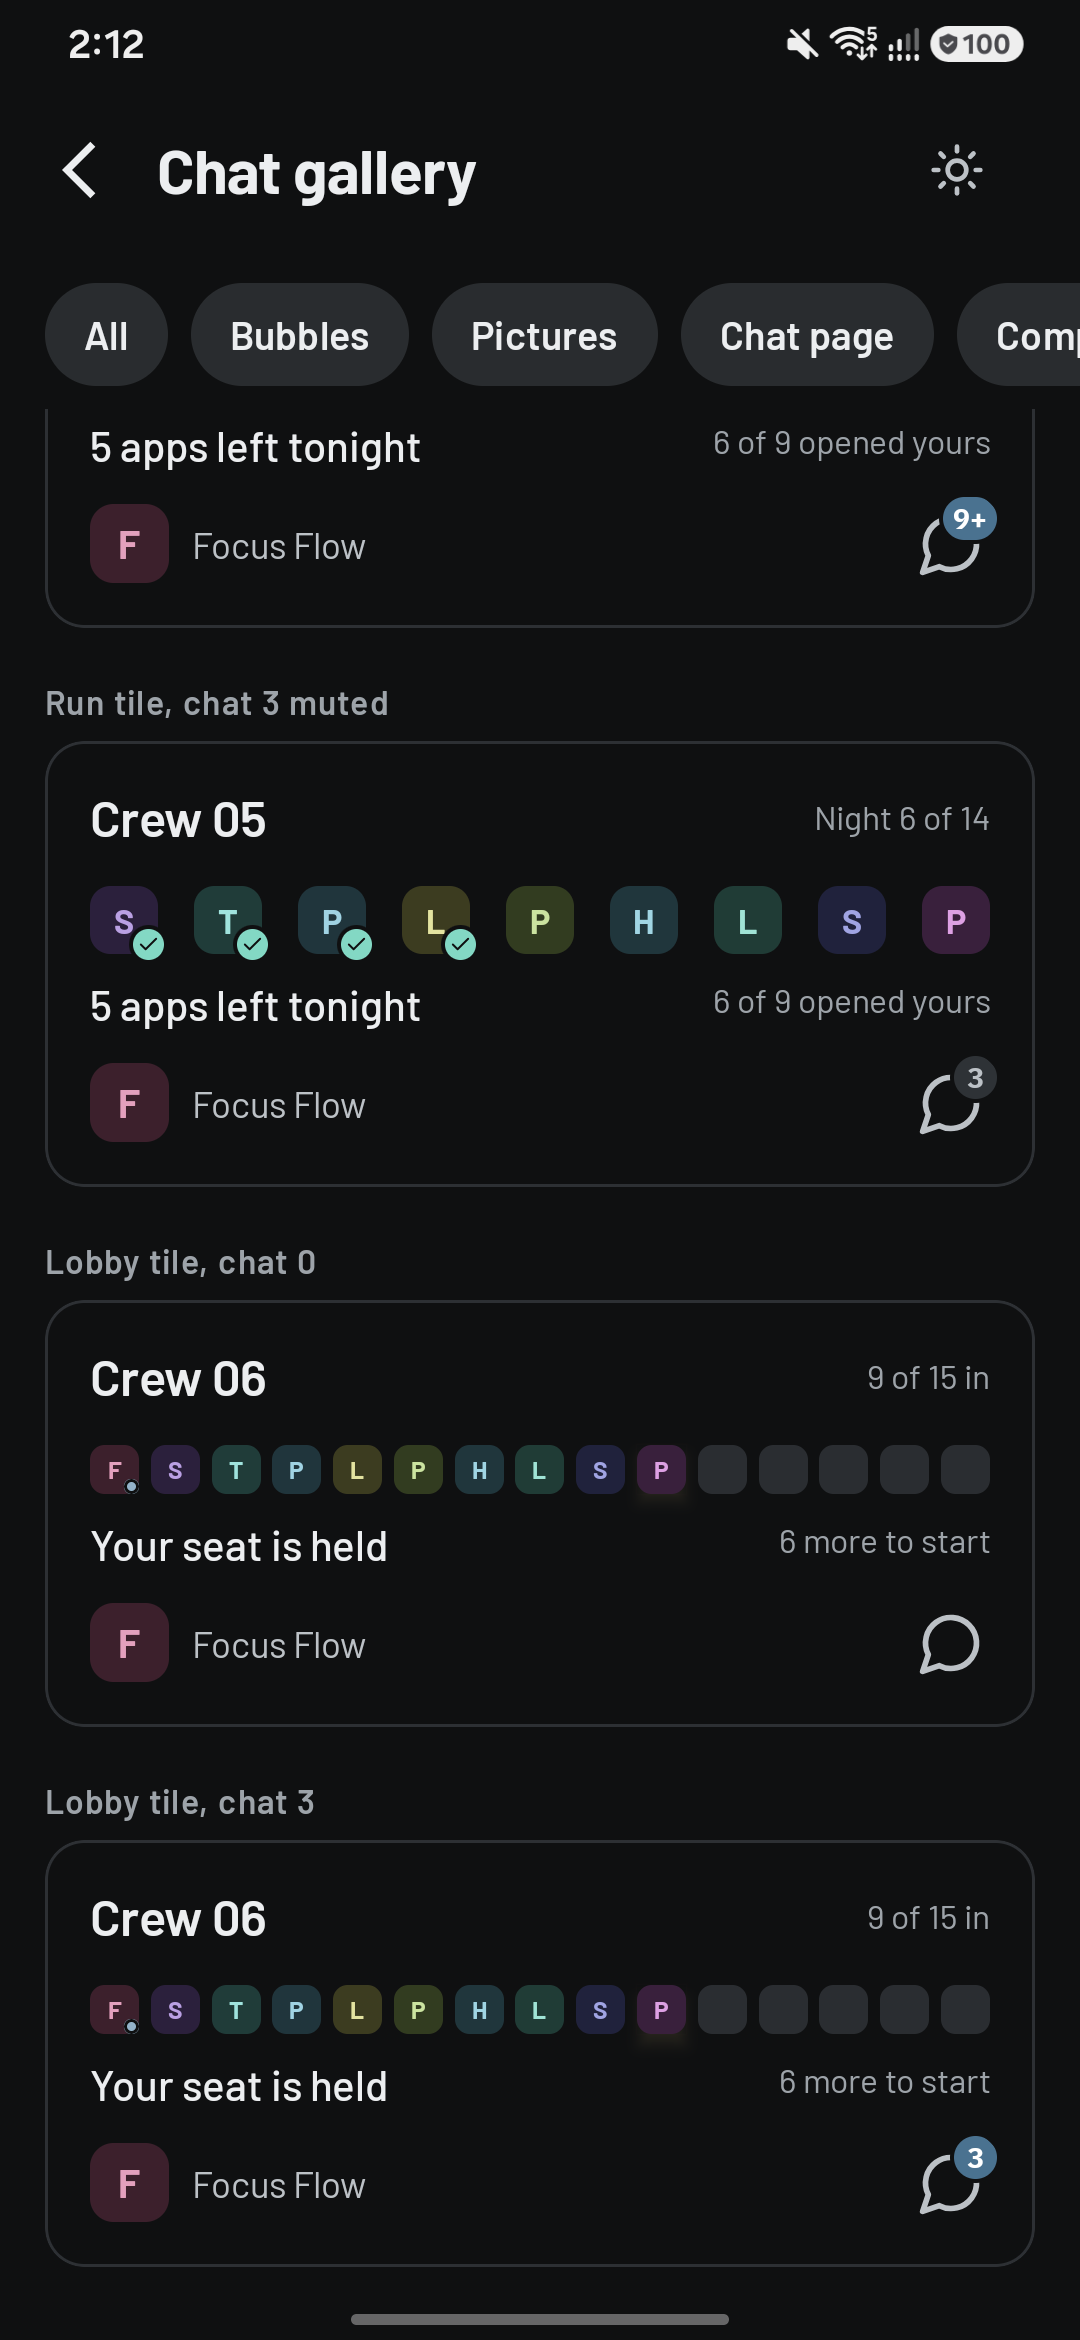 2:12
5
100
Chat gallery
All
Bubbles
Pictures
Chat page
Comp
5 apps left tonight
6 of 9 opened yours
F
Focus Flow
9+
Run tile, chat 3 muted
Crew 05
Night 6 of 14
S T P L P H L S P
5 apps left tonight
6 of 9 opened yours
F
Focus Flow
3
Lobby tile, chat 0
Crew 06
9 of 15 in
F S T P L P H L S P
Your seat is held
6 more to start
F
Focus Flow
Lobby tile, chat 3
Crew 06
9 of 15 in
F S T P L P H L S P
Your seat is held
6 more to start
F
Focus Flow
3